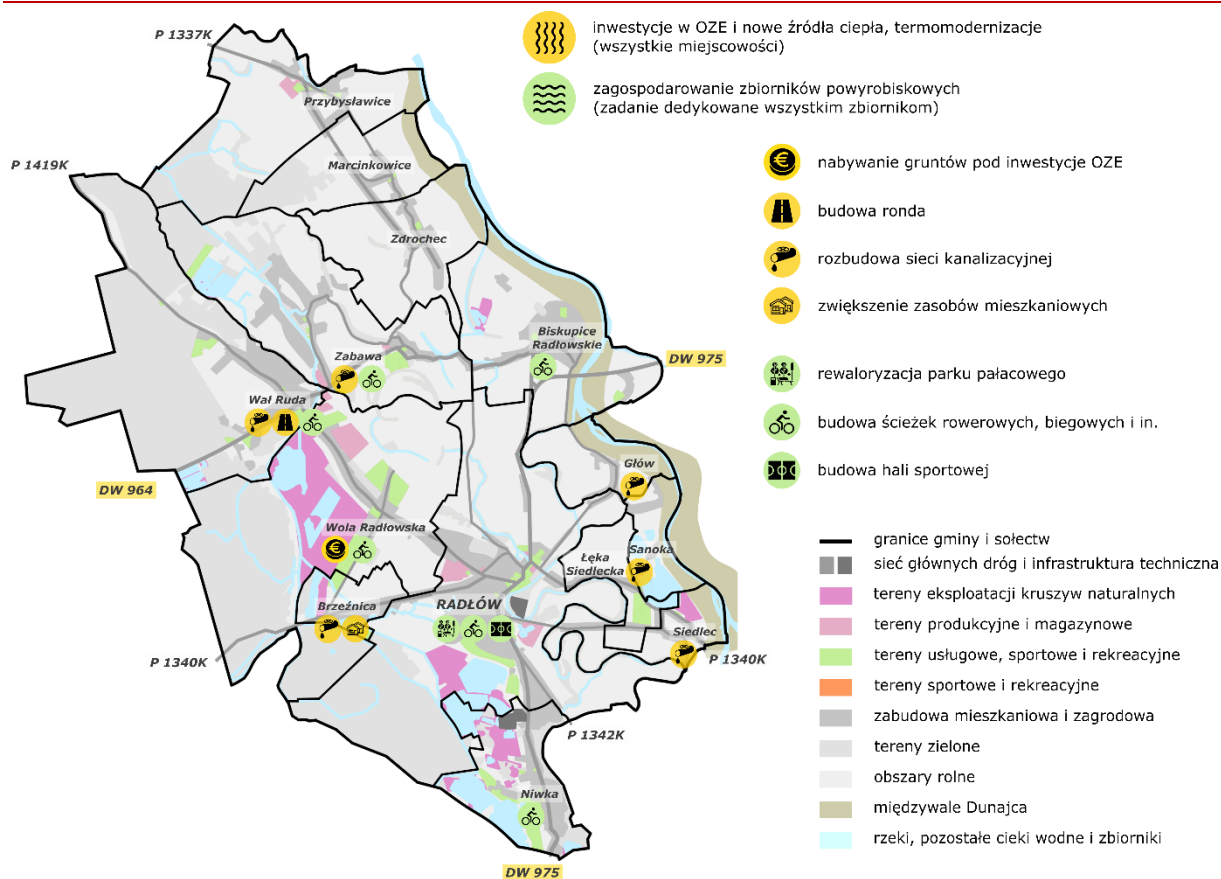 P 1337K
inwestycje w OZE i nowe źródła ciepła, termomodernizacje
(wszystkie miejscowości)
zagospodarowanie zbiorników powyrobiskowych
(zadanie dedykowane wszystkim zbiornikom)
Przybysławice
Marcinkowice
P 1419K
nabywanie gruntów pod inwestycje OZE
budowa ronda
Zdrochec
rozbudowa sieci kanalizacyjnej
zwiększenie zasobów mieszkaniowych
Biskupice
Radłowskie
Zabawa
DW 975
rewaloryzacja parku pałacowego
Wał Ruda
budowa ścieżek rowerowych, biegowych i in.
Głów
budowa hali sportowej
DW 964
Wola Radłowska
granice gminy i sołectw
Łęka
Siedlecka
Sanoka
sieć głównych dróg i infrastruktura techniczna
tereny eksploatacji kruszyw naturalnych
Brzeźnica
RADŁÓW
tereny produkcyjne i magazynowe
Siedlec
P 1340K
P 1340K
tereny usługowe, sportowe i rekreacyjne
tereny sportowe i rekreacyjne
zabudowa mieszkaniowa i zagrodowa
P 1342K
tereny zielone
obszary rolne
Niwka
międzywale Dunajca
rzeki, pozostałe cieki wodne i zbiorniki
DW 975